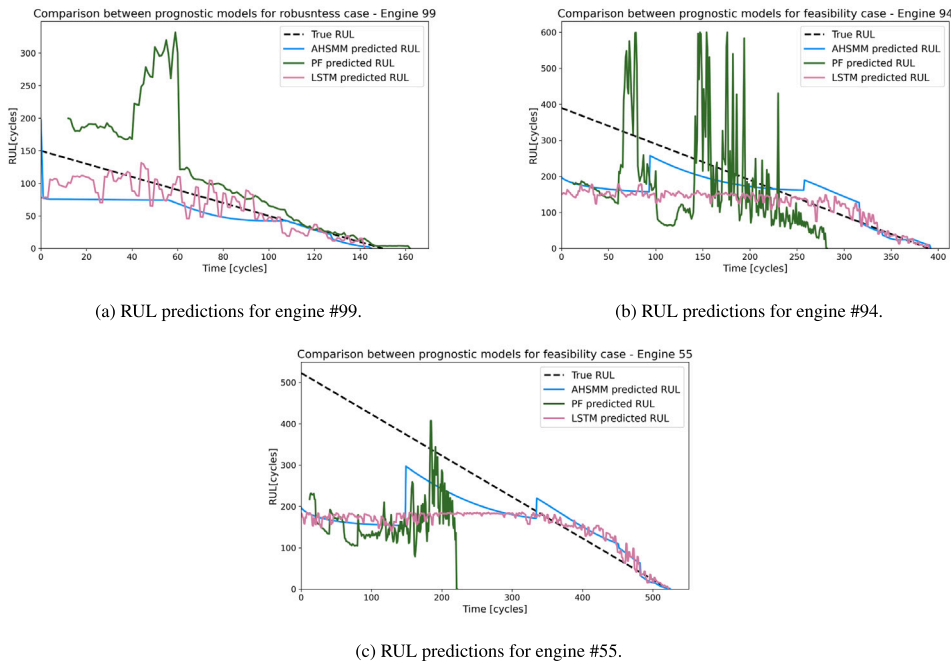 Comparison between prognostic models for robustness case - Engine 99
True RUL
AHSMM predicted RUL
PF predicted RUL
LSTM predicted RUL
RUL[cycles]
300
250
200
150
100
50
0
0 20 40 60 80 100 120 140 160
Time [cycles]
(a) RUL predictions for engine #99.
Comparison between prognostic models for feasibility case - Engine 94
True RUL
AHSMM predicted RUL
PF predicted RUL
LSTM predicted RUL
RUL[cycles]
600
500
400
300
200
100
0
0 50 100 150 200 250 300 350 400
Time [cycles]
(b) RUL predictions for engine #94.
Comparison between prognostic models for feasibility case - Engine 55
True RUL
AHSMM predicted RUL
PF predicted RUL
LSTM predicted RUL
RUL[cycles]
500
400
300
200
100
0
0 100 200 300 400 500
Time [cycles]
(c) RUL predictions for engine #55.